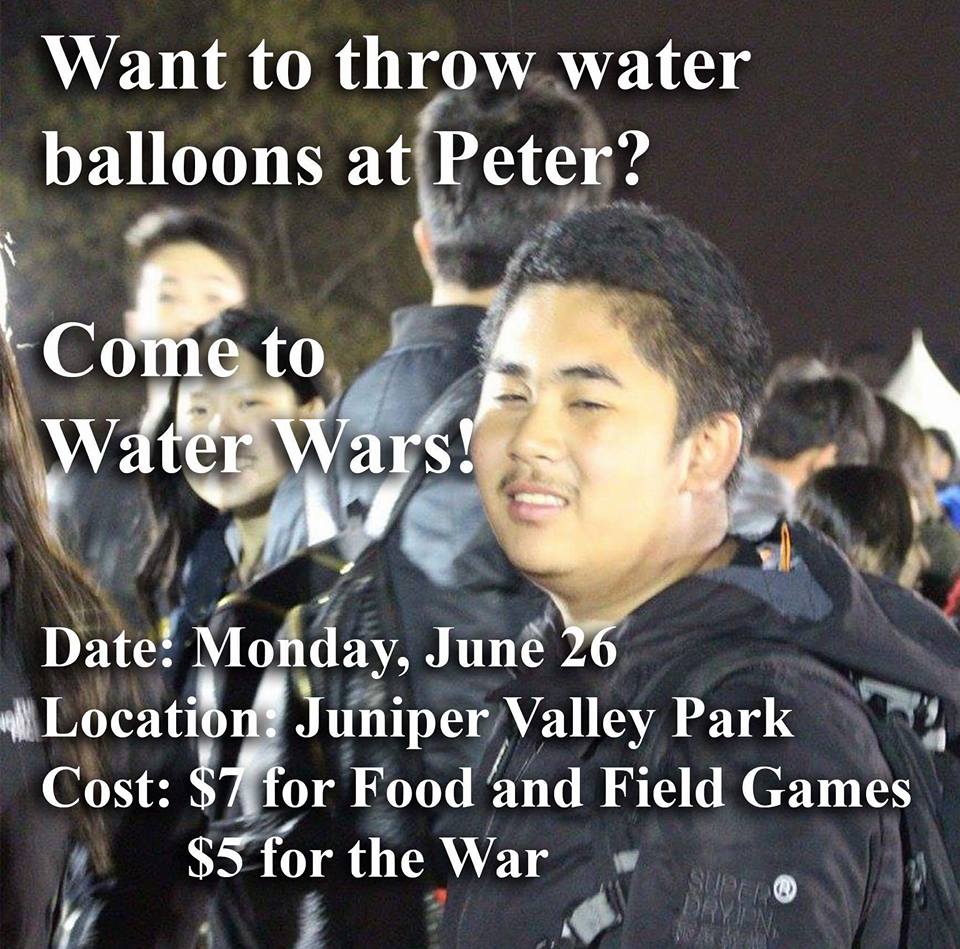 Want to throw water
balloons at Peter?
Come to
Water Wars!
Date: Monday, June 26
Location: Juniper Valley Park
Cost: $7 for Food and Field Games
$5 for the War
SUPER
®